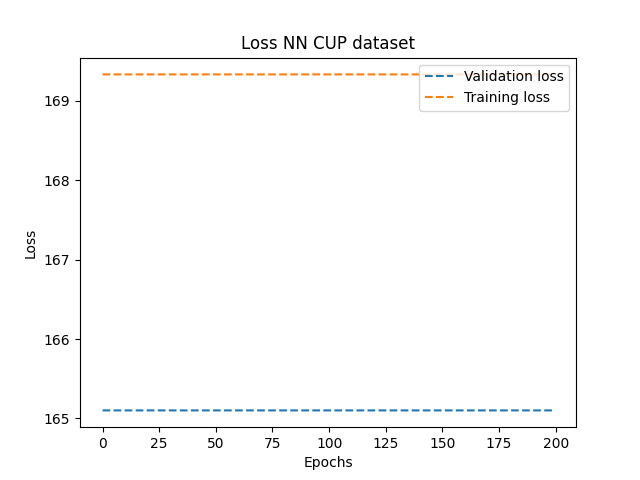 Loss NN CUP dataset
Validation loss
Training loss
169
168
167
166
165
Loss
0 25 50 75 100 125 150 175 200
Epochs